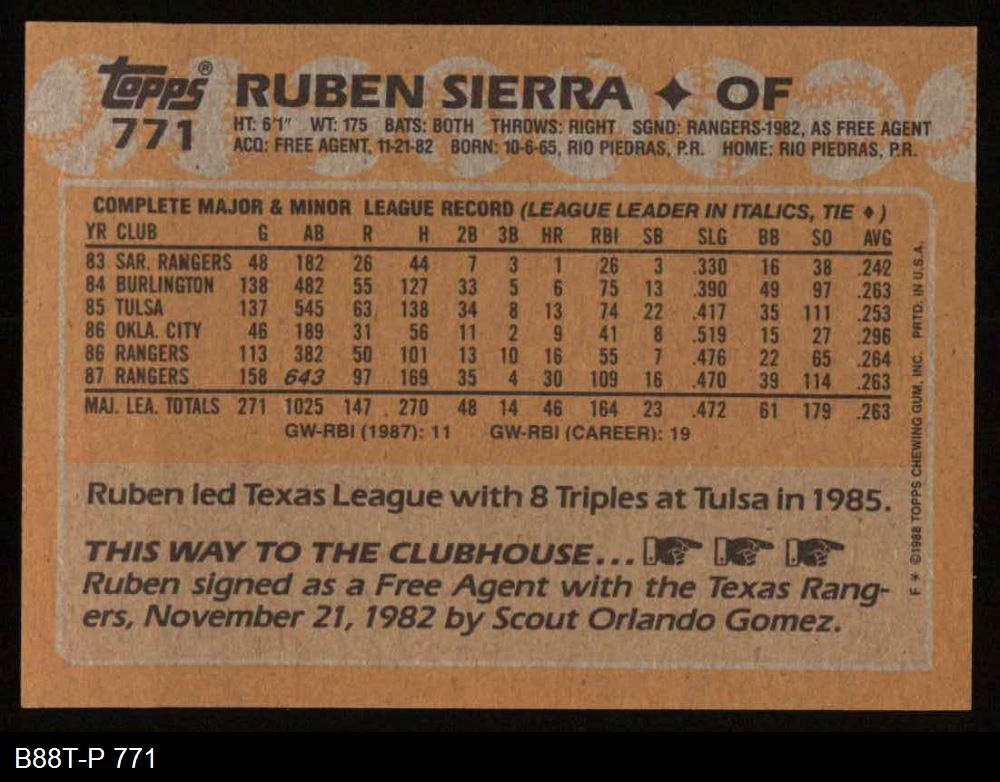 Topps® RUBEN SIERRA ✦ OF
771 HT: 6'1" WT: 175 BATS: BOTH THROWS: RIGHT SGND: RANGERS-1982, AS FREE AGENT
ACQ: FREE AGENT, 11-21-82 BORN: 10-6-65, RIO PIEDRAS, P.R. HOME: RIO PIEDRAS, P.R.
COMPLETE MAJOR & MINOR LEAGUE RECORD (LEAGUE LEADER IN ITALICS, TIE ♦)
YR CLUB G AB R H 2B 3B HR RBI SB SLG BB SO AVG
83 SAR. RANGERS 48 182 26 44 7 3 1 26 3 .330 16 38 .242
84 BURLINGTON 138 482 55 127 33 5 6 75 13 .390 49 97 .263
85 TULSA 137 545 63 138 34 8 13 74 22 .417 35 111 .253
86 OKLA. CITY 46 189 31 56 11 2 9 41 8 .519 15 27 .296
86 RANGERS 113 382 50 101 13 10 16 55 7 .476 22 65 .264
87 RANGERS 158 643 97 169 35 4 30 109 16 .470 39 114 .263
MAJ. LEA. TOTALS 271 1025 147 270 48 14 46 164 23 .472 61 179 .263
GW-RBI (1987): 11 GW-RBI (CAREER): 19
Ruben led Texas League with 8 Triples at Tulsa in 1985.
THIS WAY TO THE CLUBHOUSE...
Ruben signed as a Free Agent with the Texas Rang-
ers, November 21, 1982 by Scout Orlando Gomez.
F * ©1988 TOPPS CHEWING GUM, INC. PRTD. IN U.S.A.
B88T-P 771